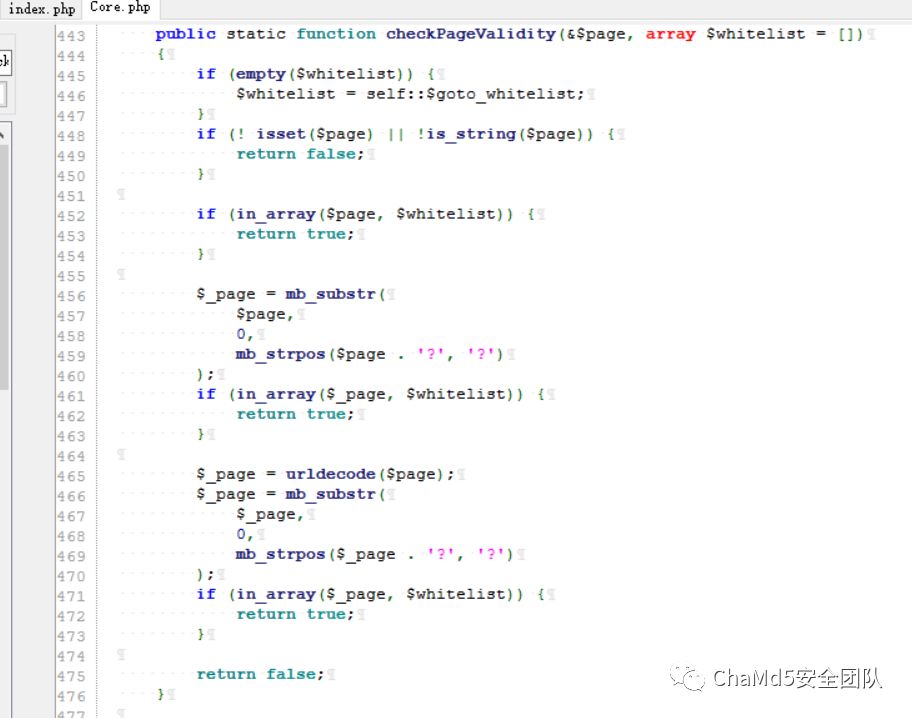 index.php Core.php
ck
443 public static function checkPageValidity(&$page, array $whitelist = [])
444 {
445 if (empty($whitelist)) {
446 $whitelist = self::$goto_whitelist;
447 }
448 if (! isset($page) || !is_string($page)) {
449 return false;
450 }
451
452 if (in_array($page, $whitelist)) {
453 return true;
454 }
455
456 $_page = mb_substr(
457 $page,
458 0,
459 mb_strpos($page . '?', '?')
460 );
461 if (in_array($_page, $whitelist)) {
462 return true;
463 }
464
465 $_page = urldecode($page);
466 $_page = mb_substr(
467 $_page,
468 0,
469 mb_strpos($_page . '?', '?')
470 );
471 if (in_array($_page, $whitelist)) {
472 return true;
473 }
474
475 return false;
476 }
477
ChaMd5安全团队